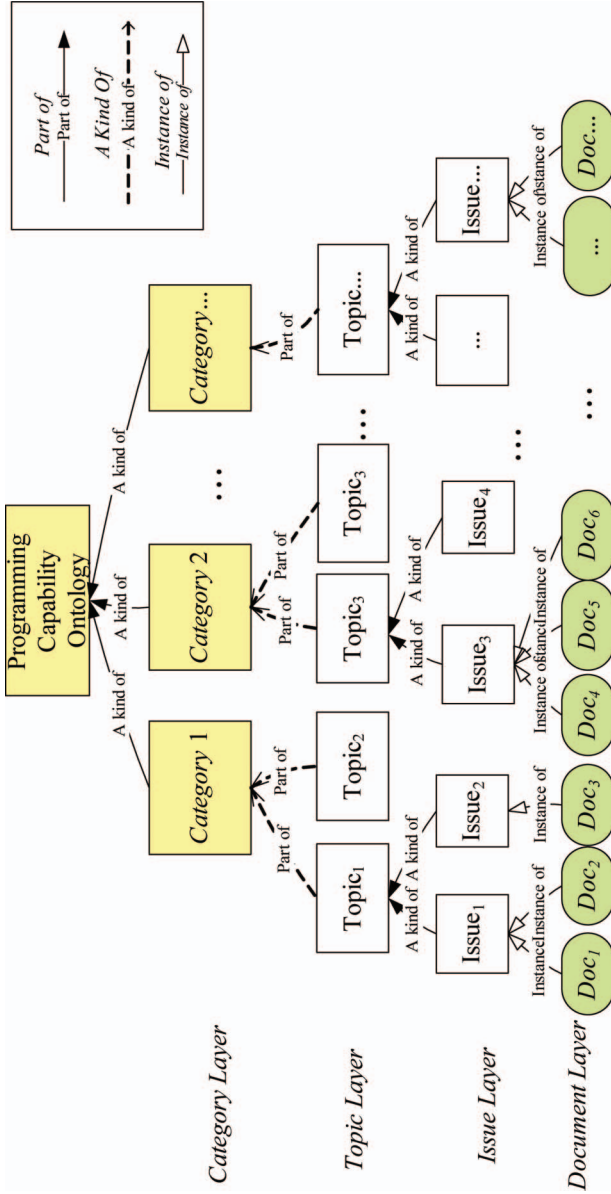 Part of
Part of
A Kind Of
A kind of
Instance of
Instance of
Programming
Capability
Ontology
A kind of
A kind of
A kind of
Category Layer
Category 1
Category 2
...
Category...
Part of
Part of
Part of
Part of
Part of
Topic Layer
Topic1
Topic2
Topic3
Topic3
...
Topic...
A kind of
A kind of
A kind of
A kind of
A kind of
A kind of
Issue Layer
Issue1
Issue2
Issue3
Issue4
...
...
Issue...
Instance
Instance of
Instance of
Instance of
Instance of
Instance of
Document Layer
Doc1
Doc2
Doc3
Doc4
Doc5
Doc6
...
...
Doc...